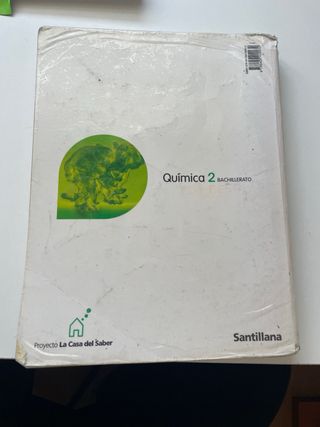 Química 2 BACHILLERATO
Proyecto La Casa del Saber
Santillana